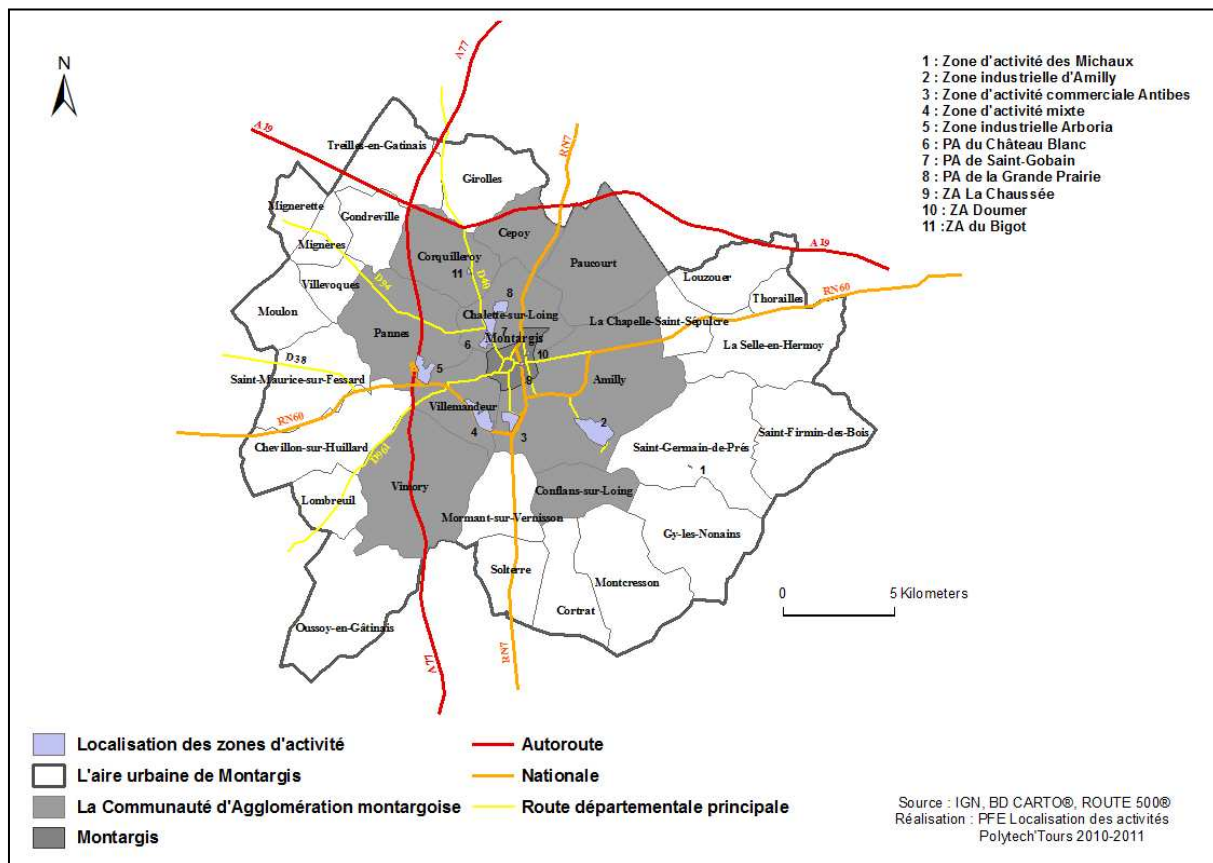 A77
N
1 : Zone d'activité des Michaux
2 : Zone industrielle d'Amilly
3 : Zone d'activité commerciale Antibes
4 : Zone d'activité mixte
5 : Zone industrielle Arboria
6 : PA du Château Blanc
7 : PA de Saint-Gobain
8 : PA de la Grande Prairie
9 : ZA La Chaussée
10 : ZA Doumer
11 :ZA du Bigot
A19
Treilles-en-Gatinais
RN7
Girolles
Mignerette
Gondreville
Cepoy
Mignères
Corquilleroy
Paucourt
A19
11
Louzouer
Villevoques
D94
D40
RN60
Thorailles
Moulon
8
Chalette-sur-Loing
La Chapelle-Saint-Sépulcre
Pannes
7
Montargis
6
10
La Selle-en-Hermoy
D38
5
Saint-Maurice-sur-Fessard
9
Amilly
RN60
Villemandeur
2
4
3
Saint-Firmin-des-Bois
Chevillon-sur-Huillard
Saint-Germain-de-Prés
D961
1
Lombreuil
Vimory
Conflans-sur-Loing
Mormant-sur-Vernisson
Gy-les-Nonains
Solterre
Montcresson
0 5 Kilometers
Cortrat
Oussoy-en-Gâtinais
A77
RN7
Localisation des zones d'activité
Autoroute
L'aire urbaine de Montargis
Nationale
La Communauté d'Agglomération montargoise
Route départementale principale
Montargis
Source : IGN, BD CARTO®, ROUTE 500®
Réalisation : PFE Localisation des activités
Polytech'Tours 2010-2011